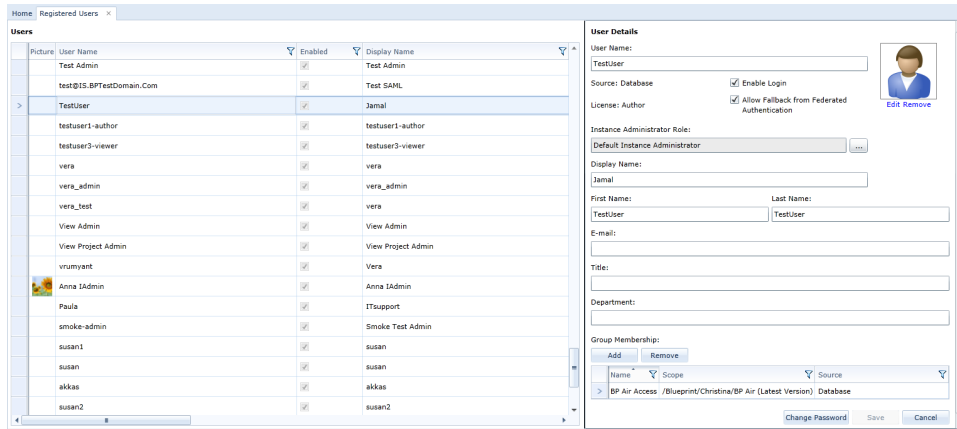 Home Registered Users ×
Users
Picture User Name Enabled Display Name
Test Admin Test Admin
test@IS.BPTestDomain.Com Test SAML
TestUser Jamal
testuser1-author testuser1-author
testuser3-viewer testuser3-viewer
vera vera
vera_admin vera_admin
vera_test vera
View Admin View Admin
View Project Admin View Project Admin
vrumyant Vera
Anna IAdmin Anna IAdmin
Paula ITsupport
smoke-admin Smoke Test Admin
susan1 susan
susan susan
akkas akkas
susan2 susan2
User Details
User Name:
TestUser
Source: Database Enable Login
License: Author Allow Fallback from Federated
Authentication
Edit Remove
Instance Administrator Role:
Default Instance Administrator ...
Display Name:
Jamal
First Name: Last Name:
TestUser TestUser
E-mail:
Title:
Department:
Group Membership:
Add Remove
Name Scope Source
BP Air Access /Blueprint/Christina/BP Air (Latest Version) Database
Change Password Save Cancel